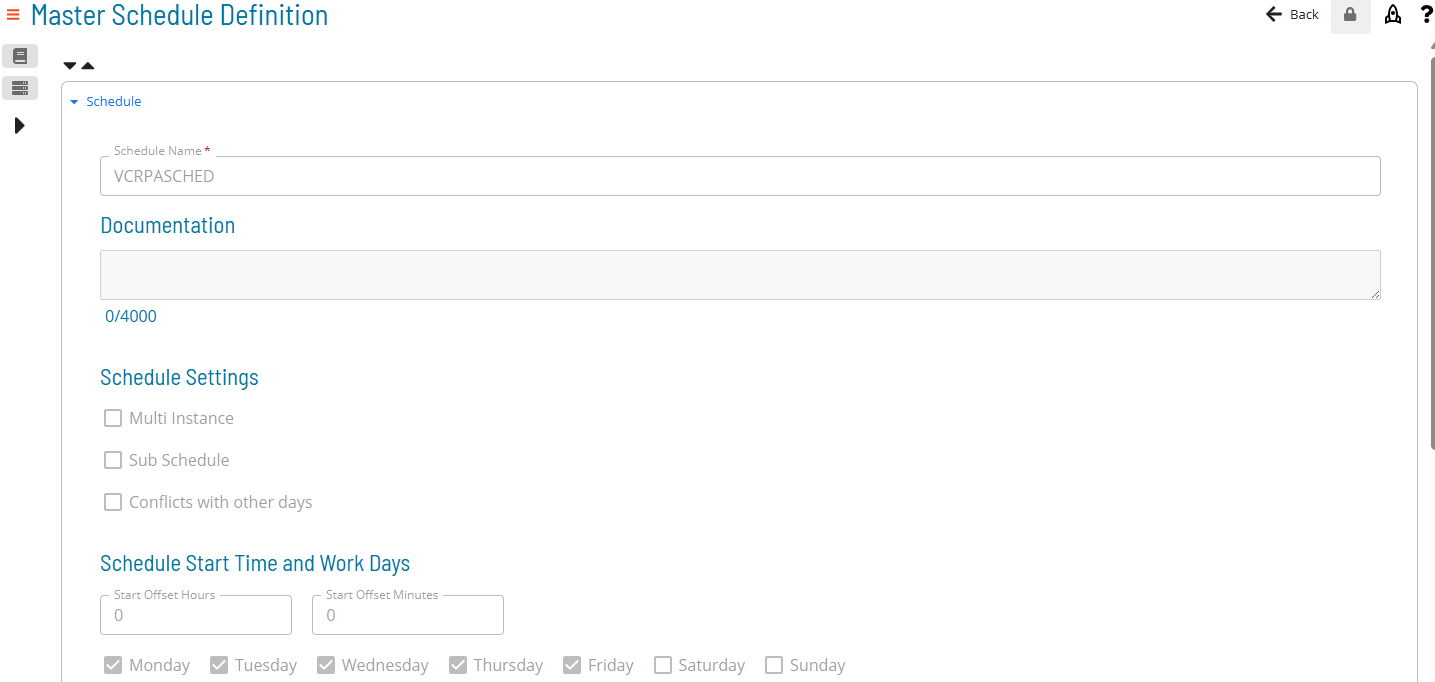 Master Schedule Definition
Back
Schedule
Schedule Name *
VCRPASCHED
Documentation
0/4000
Schedule Settings
Multi Instance
Sub Schedule
Conflicts with other days
Schedule Start Time and Work Days
Start Offset Hours Start Offset Minutes
0 0
Monday Tuesday Wednesday Thursday Friday Saturday Sunday